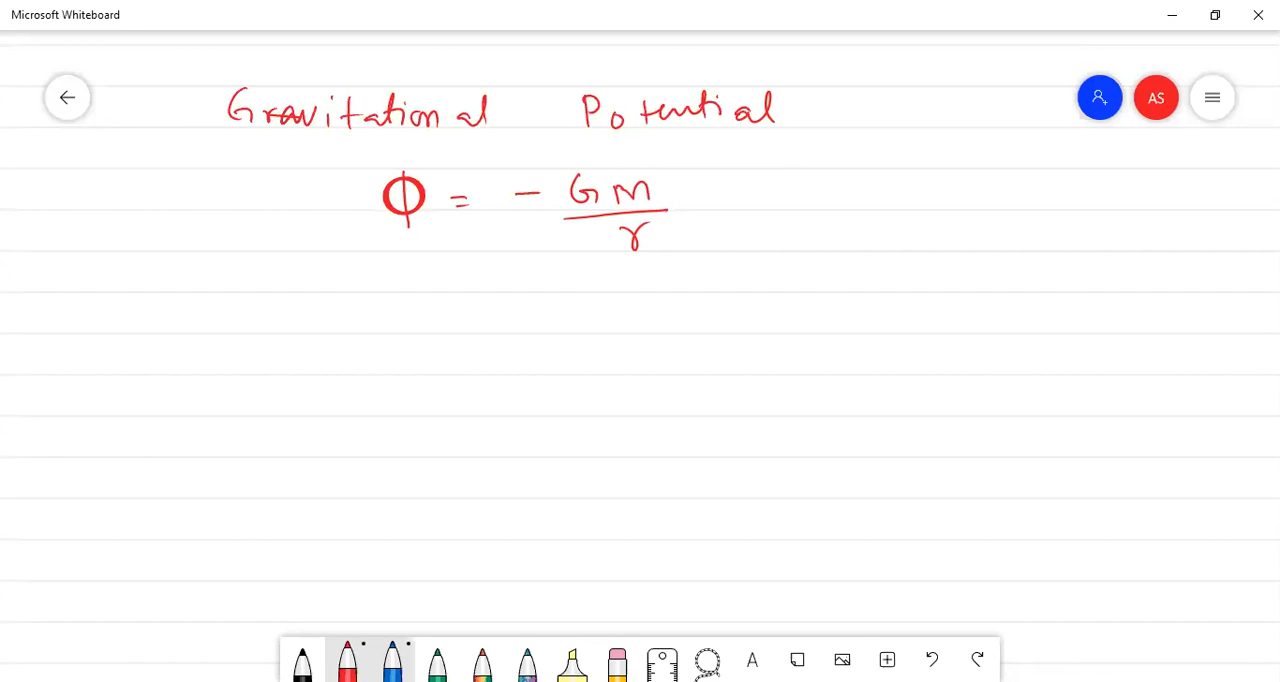 Microsoft Whiteboard
Gravitational Potential
AS
Φ = - GM/r
A